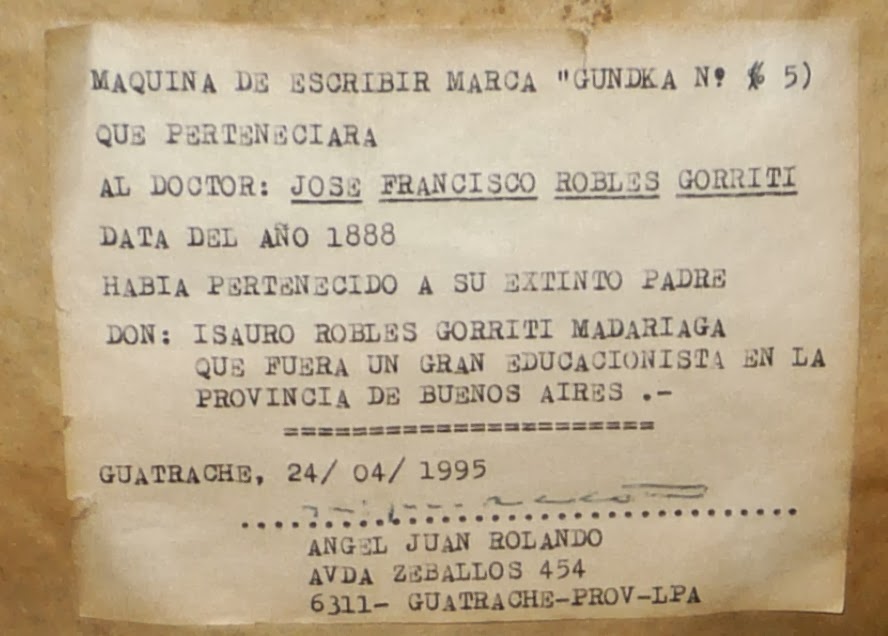 MAQUINA DE ESCRIBIR MARCA "GUNDKA Nº 5)
QUE PERTENECIARA
AL DOCTOR: JOSE FRANCISCO ROBLES GORRITI
DATA DEL AÑO 1888
HABIA PERTENECIDO A SU EXTINTO PADRE
DON: ISAURO ROBLES GORRITI MADARIAGA
QUE FUERA UN GRAN EDUCACIONISTA EN LA
PROVINCIA DE BUENOS AIRES .-
======================
GUATRACHE, 24/ 04/ 1995
........................................
ANGEL JUAN ROLANDO
AVDA ZEBALLOS 454
6311- GUATRACHE-PROV-LPA